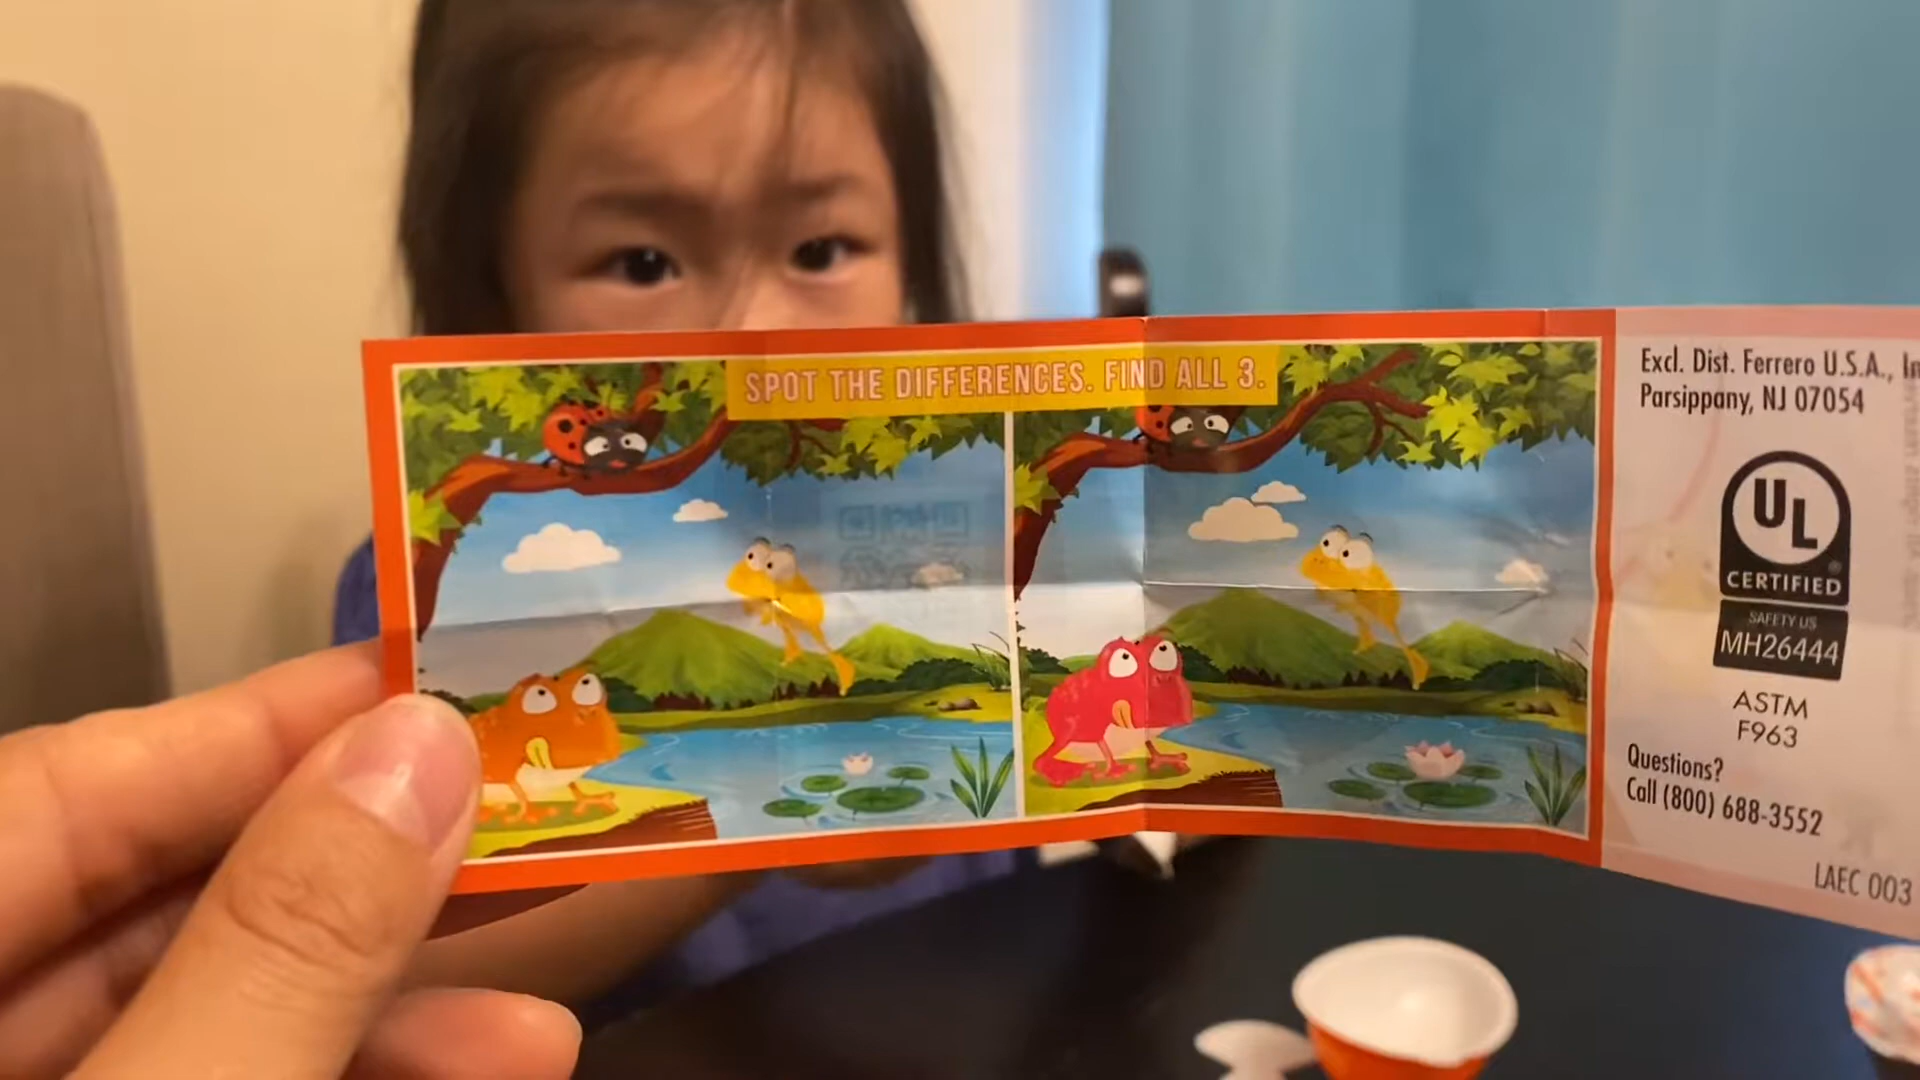 SPOT THE DIFFERENCES. FIND ALL 3.
Excl. Dist. Ferrero U.S.A.,
Parsippany, NJ 07054
UL
®
CERTIFIED
SAFETY US
MH26444
ASTM
F963
Questions?
Call (800) 688-3552
LAEC 003